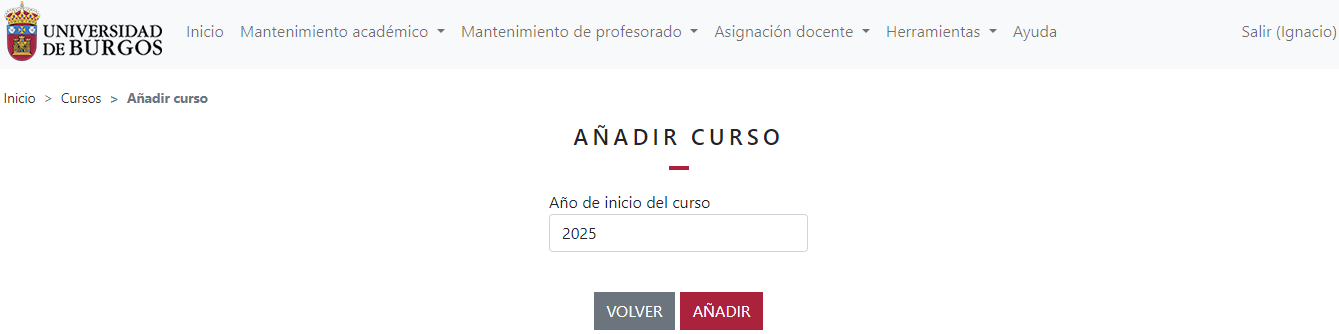 UNIVERSIDAD
DE BURGOS
Inicio Mantenimiento académico Mantenimiento de profesorado Asignación docente Herramientas Ayuda Salir (Ignacio)
Inicio > Cursos > Añadir curso
AÑADIR CURSO
Año de inicio del curso
2025
VOLVER AÑADIR